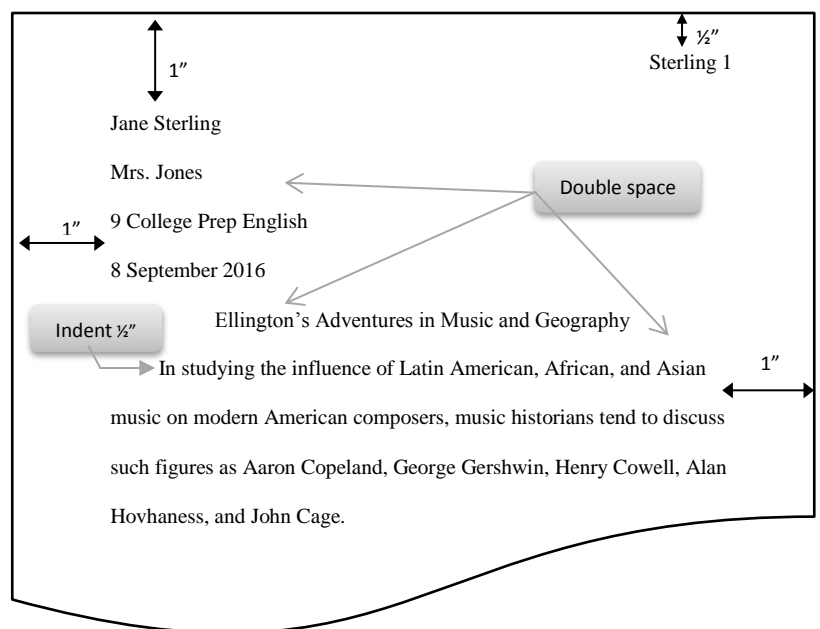 ½”
1”
Sterling 1
Jane Sterling
Mrs. Jones
Double space
9 College Prep English
1”
8 September 2016
Ellington’s Adventures in Music and Geography
Indent ½”
In studying the influence of Latin American, African, and Asian
1”
music on modern American composers, music historians tend to discuss
such figures as Aaron Copeland, George Gershwin, Henry Cowell, Alan
Hovhaness, and John Cage.